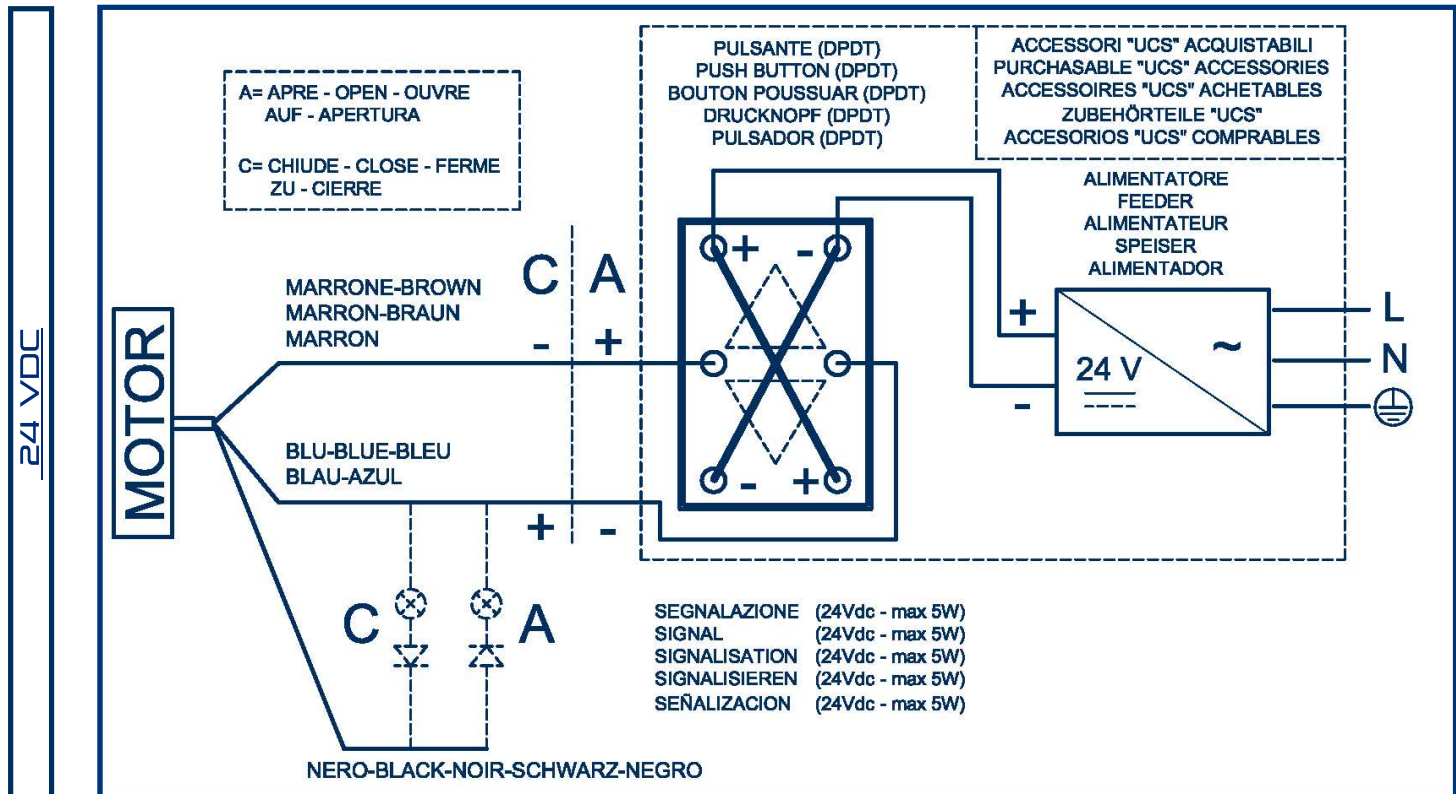 24 VDC
A= APRE - OPEN - OUVRE
AUF - APERTURA
C= CHIUDE - CLOSE - FERME
ZU - CIERRE
PULSANTE (DPDT)
PUSH BUTTON (DPDT)
BOUTON POUSSUAR (DPDT)
DRUCKNOPF (DPDT)
PULSADOR (DPDT)
ACCESSORI "UCS" ACQUISTABILI
PURCHASABLE "UCS" ACCESSORIES
ACCESSOIRES "UCS" ACHETABLES
ZUBEHÖRTEILE "UCS"
ACCESORIOS "UCS" COMPRABLES
ALIMENTATORE
FEEDER
ALIMENTATEUR
SPEISER
ALIMENTADOR
MOTOR
MARRONE-BROWN
MARRON-BRAUN
MARRON
C A
- +
+ -
- +
+
-
24 V
~
L
N
BLU-BLUE-BLEU
BLAU-AZUL
+ -
C A
SEGNALAZIONE (24Vdc - max 5W)
SIGNAL (24Vdc - max 5W)
SIGNALISATION (24Vdc - max 5W)
SIGNALISIEREN (24Vdc - max 5W)
SEÑALIZACION (24Vdc - max 5W)
NERO-BLACK-NOIR-SCHWARZ-NEGRO